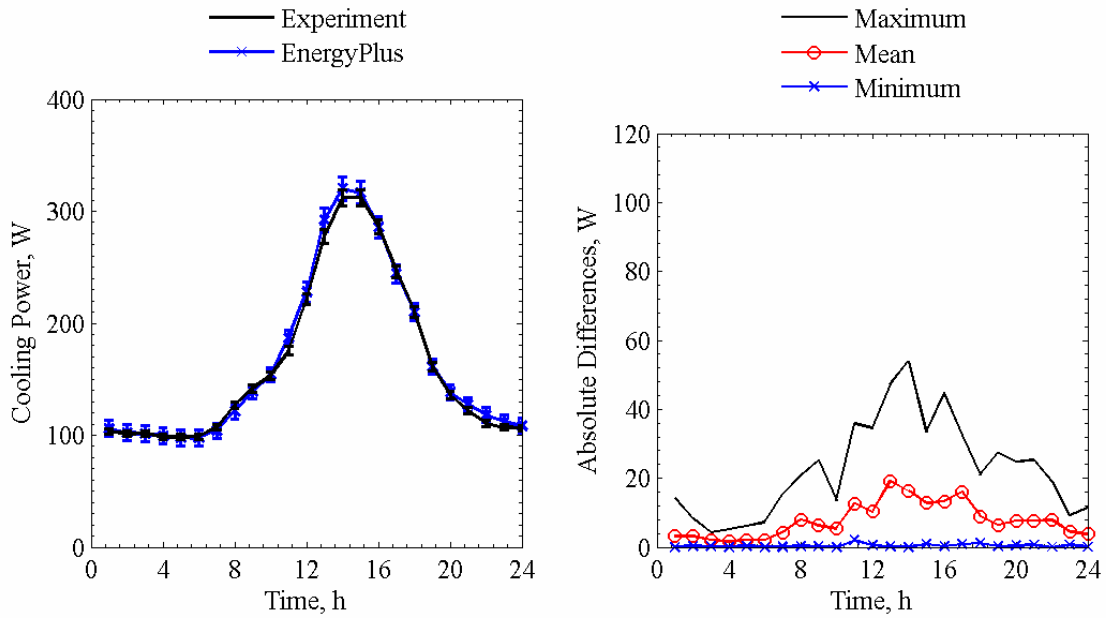 Experiment
EnergyPlus
400
300
200
100
0
Cooling Power, W
0 4 8 12 16 20 24
Time, h
Maximum
Mean
Minimum
120
100
80
60
40
20
0
Absolute Differences, W
0 4 8 12 16 20 24
Time, h